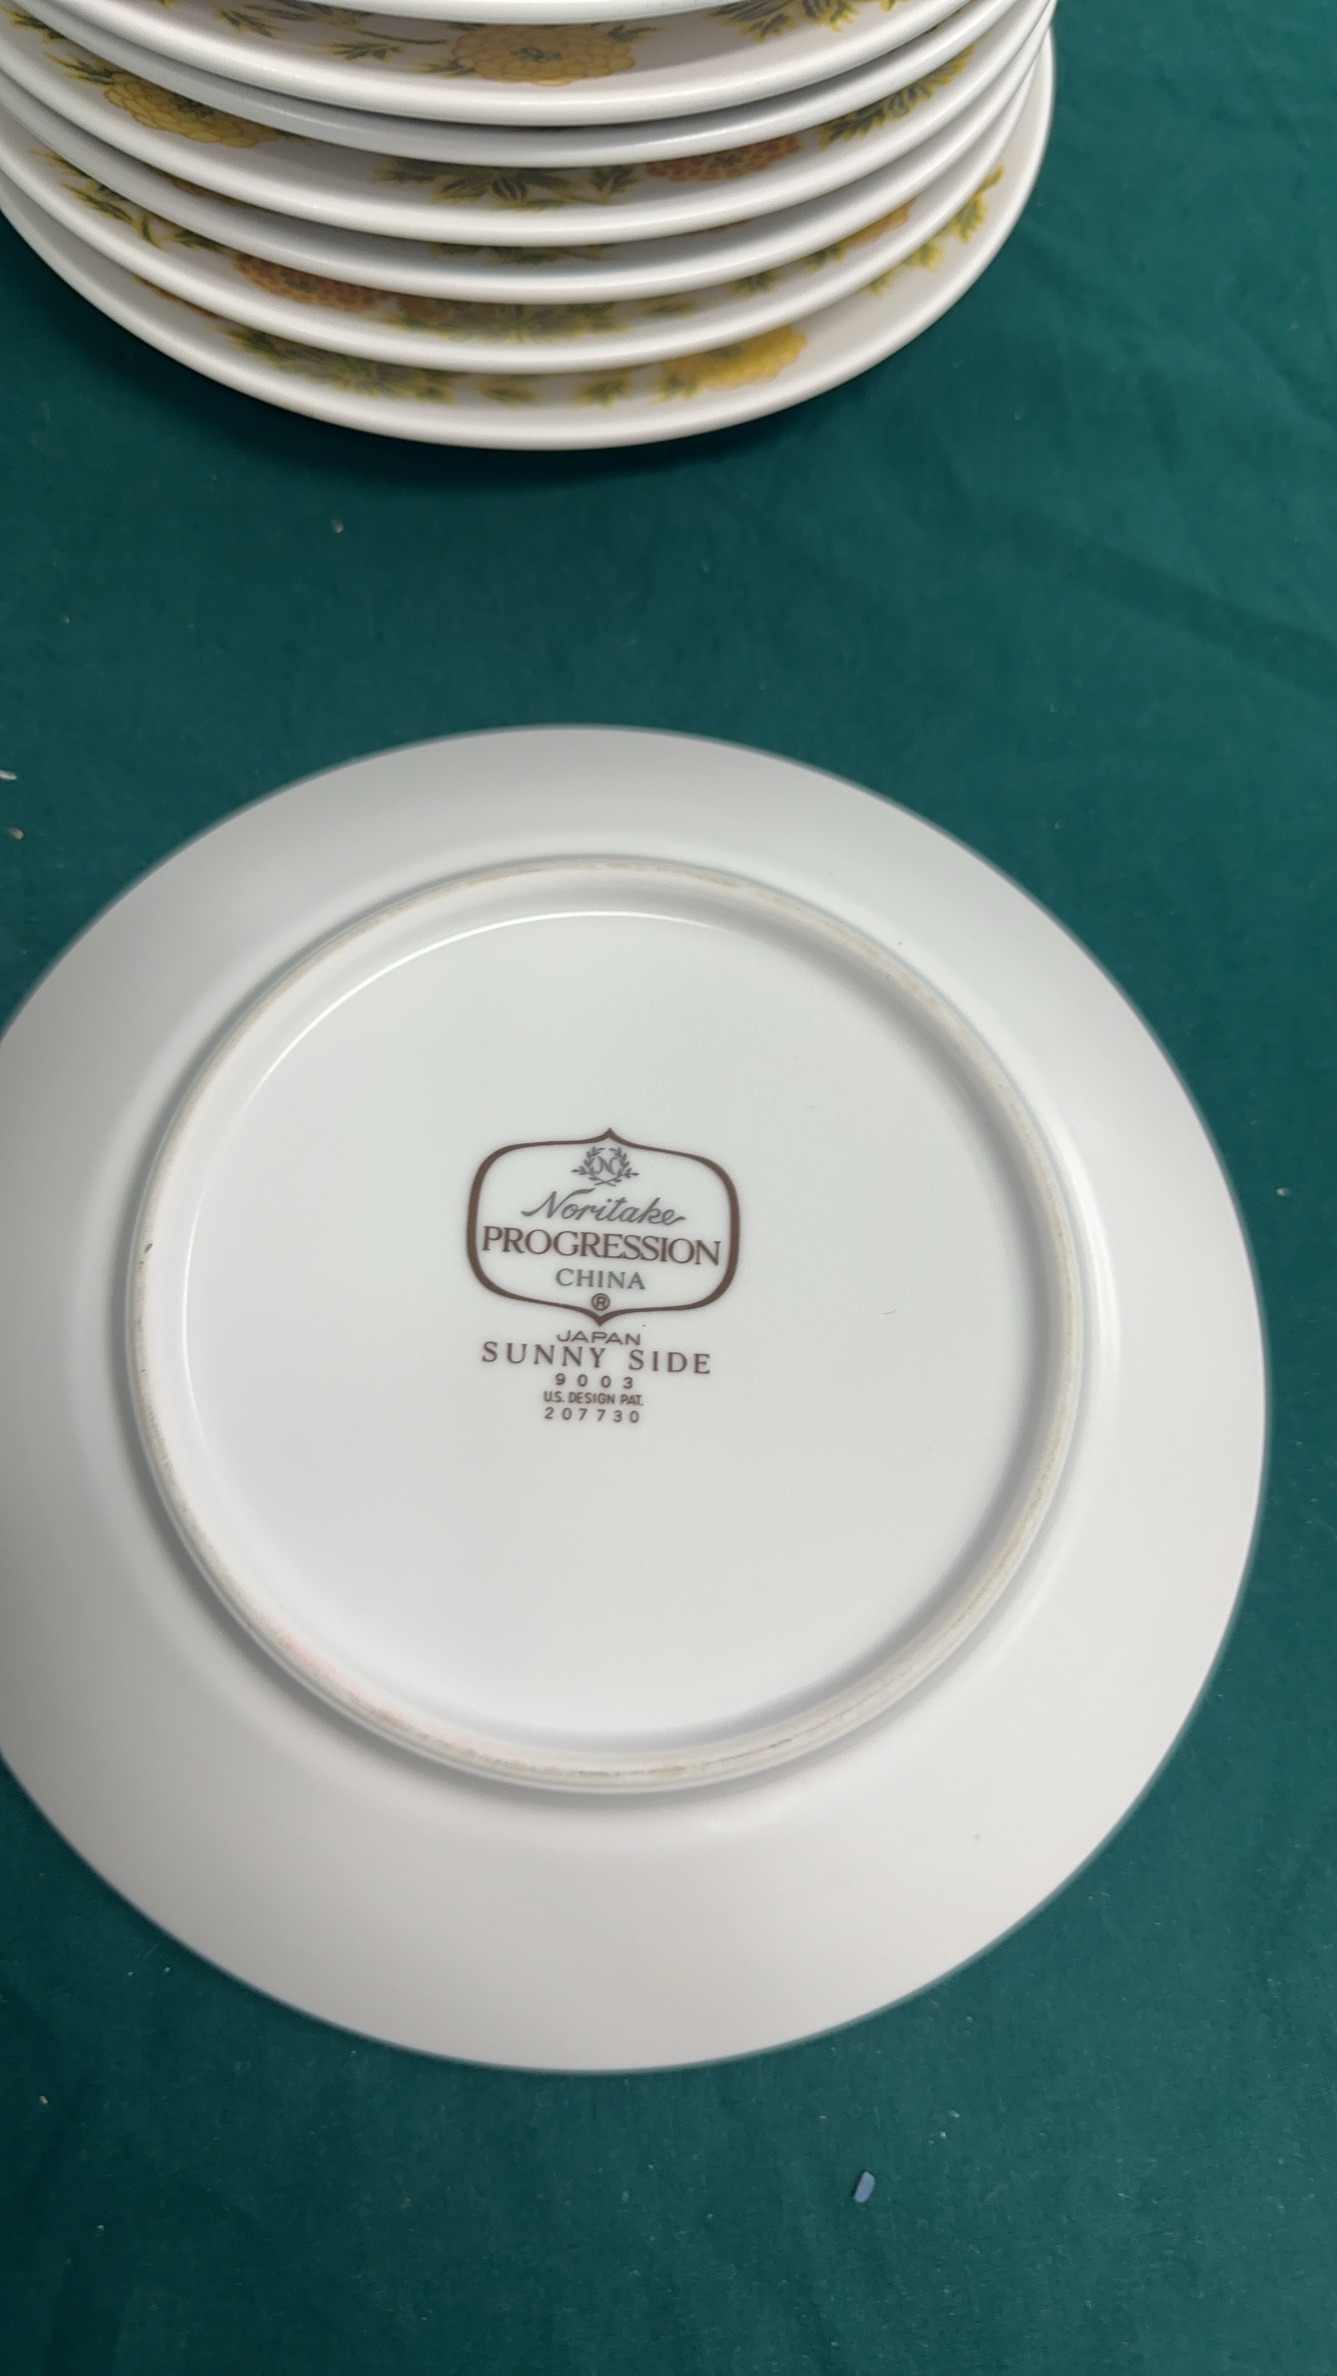 N
Noritake
PROGRESSION
CHINA
®
JAPAN
SUNNY SIDE
9003
U.S. DESIGN PAT.
207730